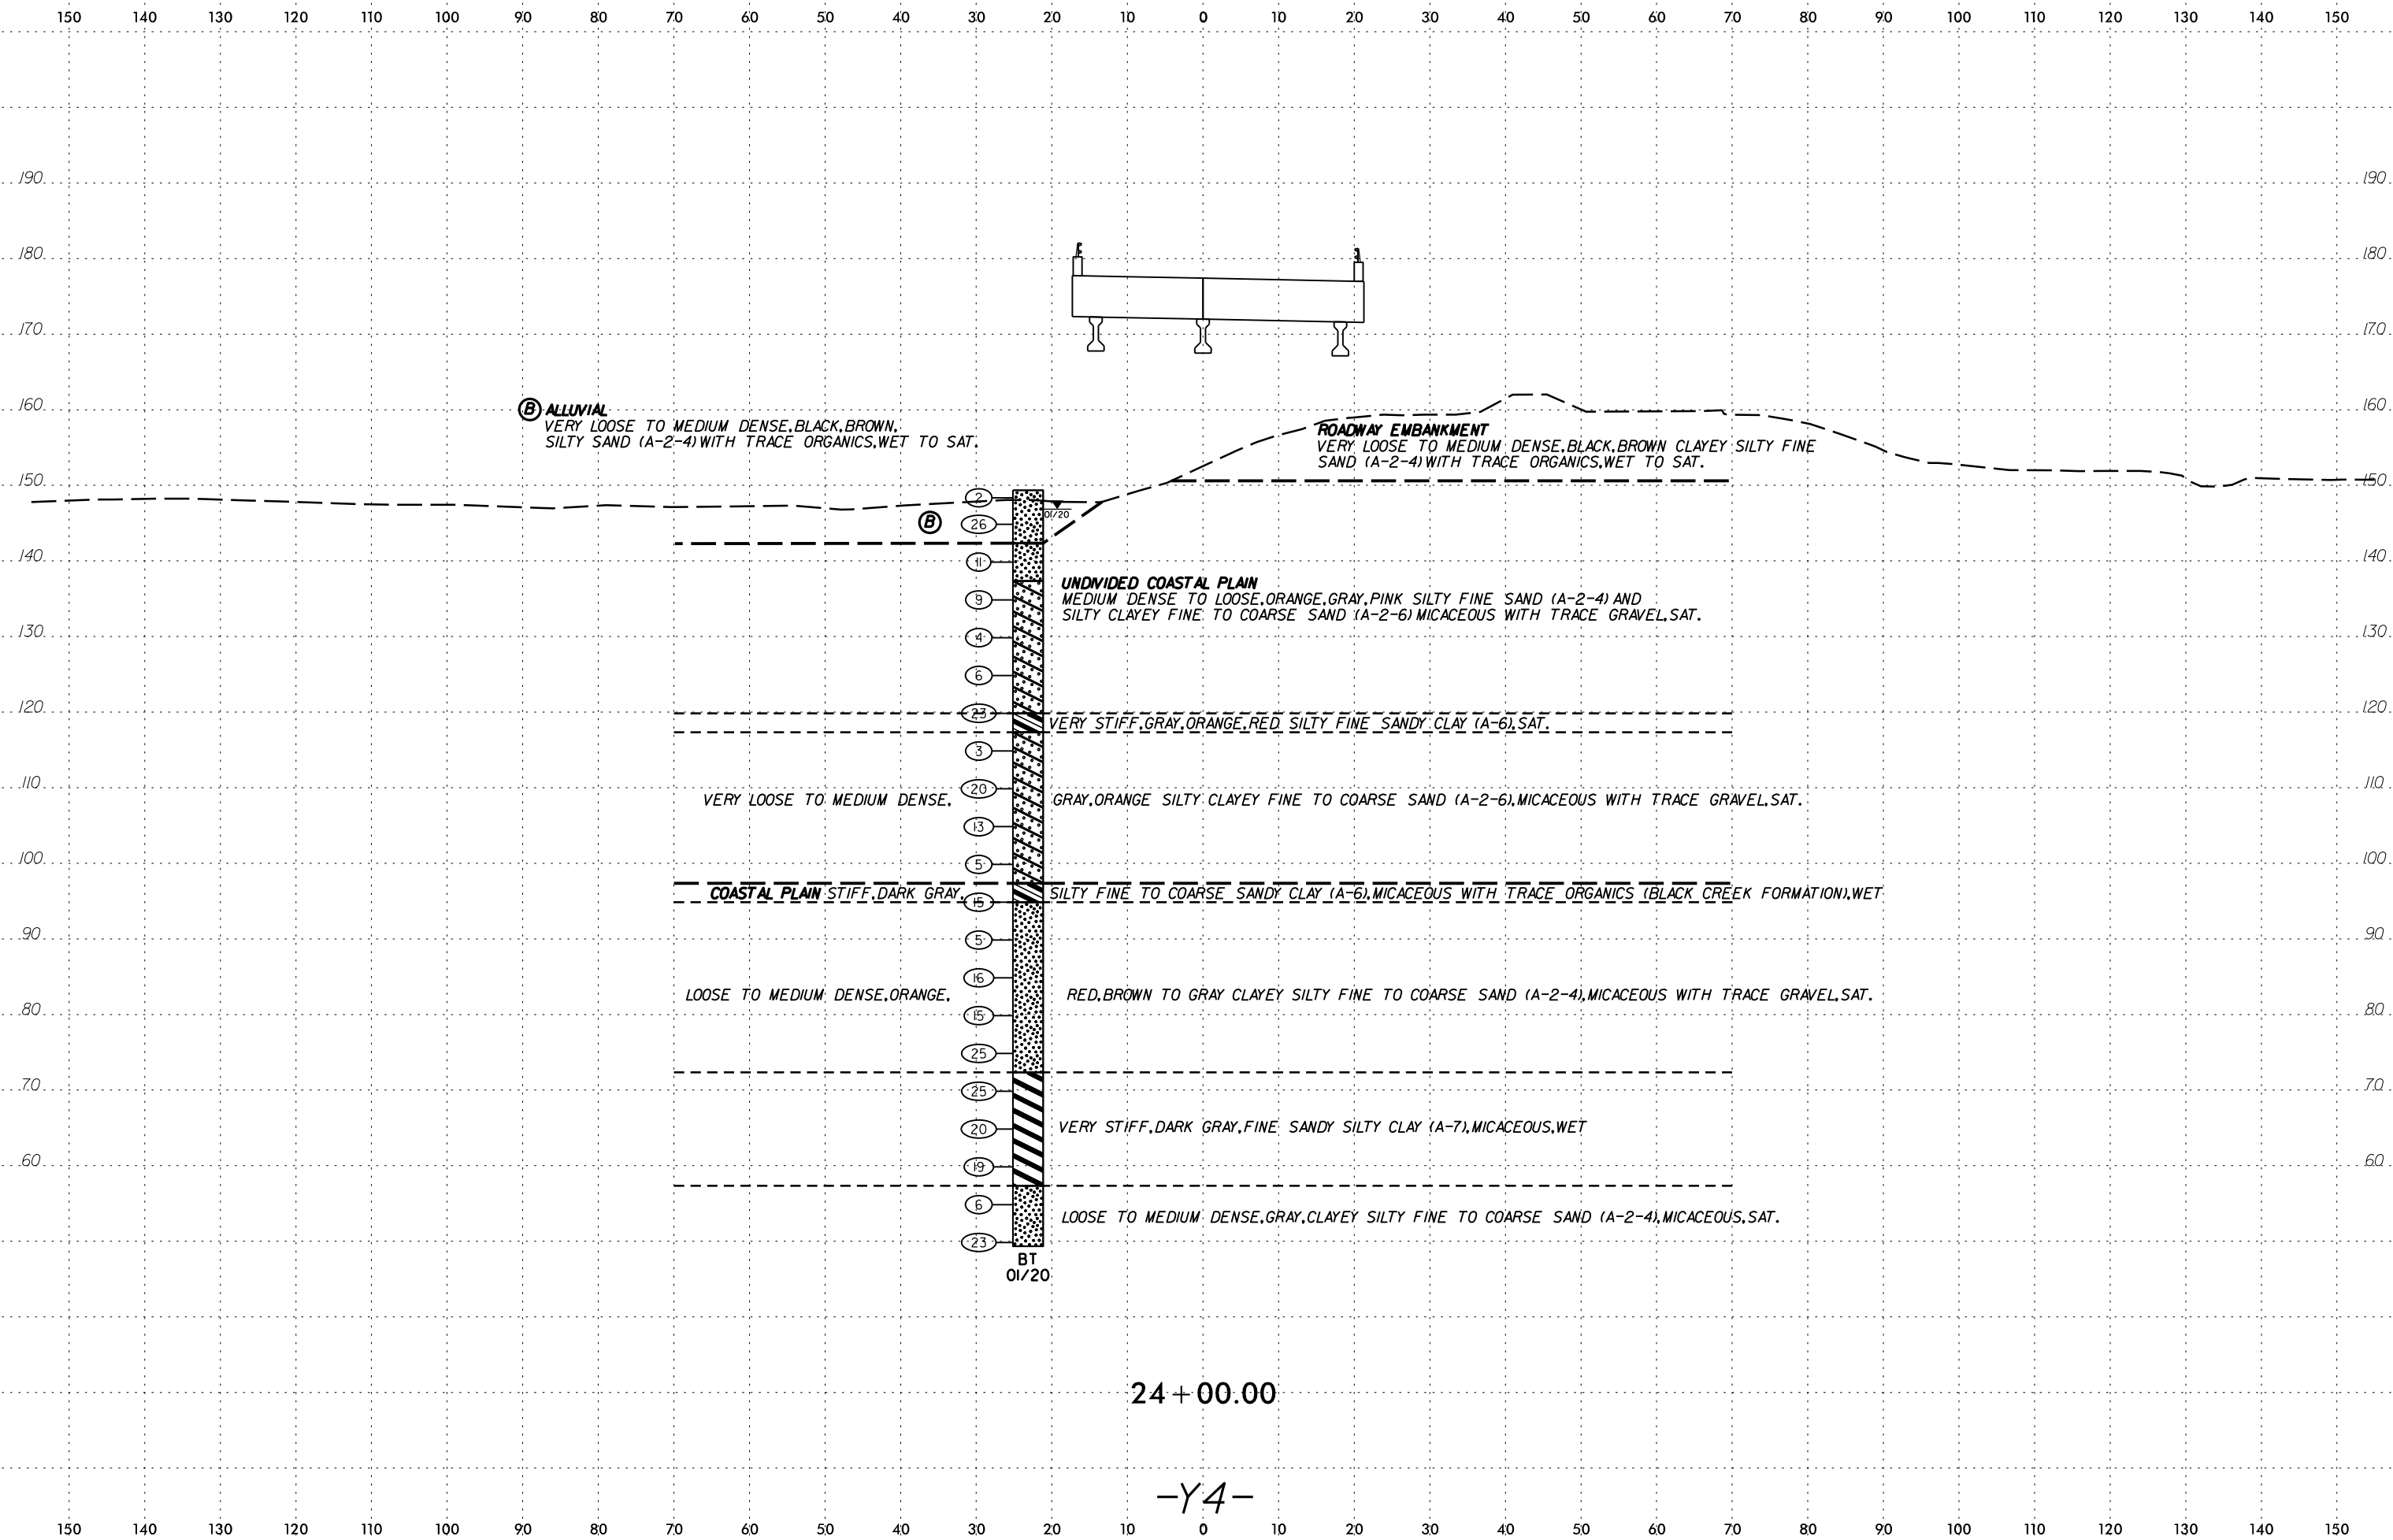 150 140 130 120 110 100 90 80 70 60 50 40 30 20 10 0 10 20 30 40 50 60 70 80 90 100 110 120 130 140 150
190 190
180 180
170 170
160 160
B ALLUVIAL
VERY LOOSE TO MEDIUM DENSE, BLACK, BROWN,
SILTY SAND (A-2-4) WITH TRACE ORGANICS, WET TO SAT.
ROADWAY EMBANKMENT
VERY LOOSE TO MEDIUM DENSE, BLACK, BROWN CLAYEY SILTY FINE
SAND (A-2-4) WITH TRACE ORGANICS, WET TO SAT.
150 150
2
01/20
B 26
140 140
11
UNDIVIDED COASTAL PLAIN
MEDIUM DENSE TO LOOSE, ORANGE, GRAY, PINK SILTY FINE SAND (A-2-4) AND
SILTY CLAYEY FINE TO COARSE SAND (A-2-6) MICACEOUS WITH TRACE GRAVEL, SAT.
9
130 130
4
6
120 120
23 VERY STIFF, GRAY, ORANGE, RED SILTY FINE SANDY CLAY (A-6), SAT.
3
110 110
20
VERY LOOSE TO MEDIUM DENSE, GRAY, ORANGE SILTY CLAYEY FINE TO COARSE SAND (A-2-6), MICACEOUS WITH TRACE GRAVEL, SAT.
13
100 100
5
COASTAL PLAIN STIFF, DARK GRAY, SILTY FINE TO COARSE SANDY CLAY (A-6), MICACEOUS WITH TRACE ORGANICS (BLACK CREEK FORMATION), WET
15
90 90
5
16
LOOSE TO MEDIUM DENSE, ORANGE, RED, BROWN TO GRAY CLAYEY SILTY FINE TO COARSE SAND (A-2-4), MICACEOUS WITH TRACE GRAVEL, SAT.
80 80
15
25
70 70
25
20 VERY STIFF, DARK GRAY, FINE SANDY SILTY CLAY (A-7), MICACEOUS, WET
60 60
19
6
LOOSE TO MEDIUM DENSE, GRAY, CLAYEY SILTY FINE TO COARSE SAND (A-2-4), MICACEOUS, SAT.
23
BT
01/20
24+00.00
-Y4-
150 140 130 120 110 100 90 80 70 60 50 40 30 20 10 0 10 20 30 40 50 60 70 80 90 100 110 120 130 140 150